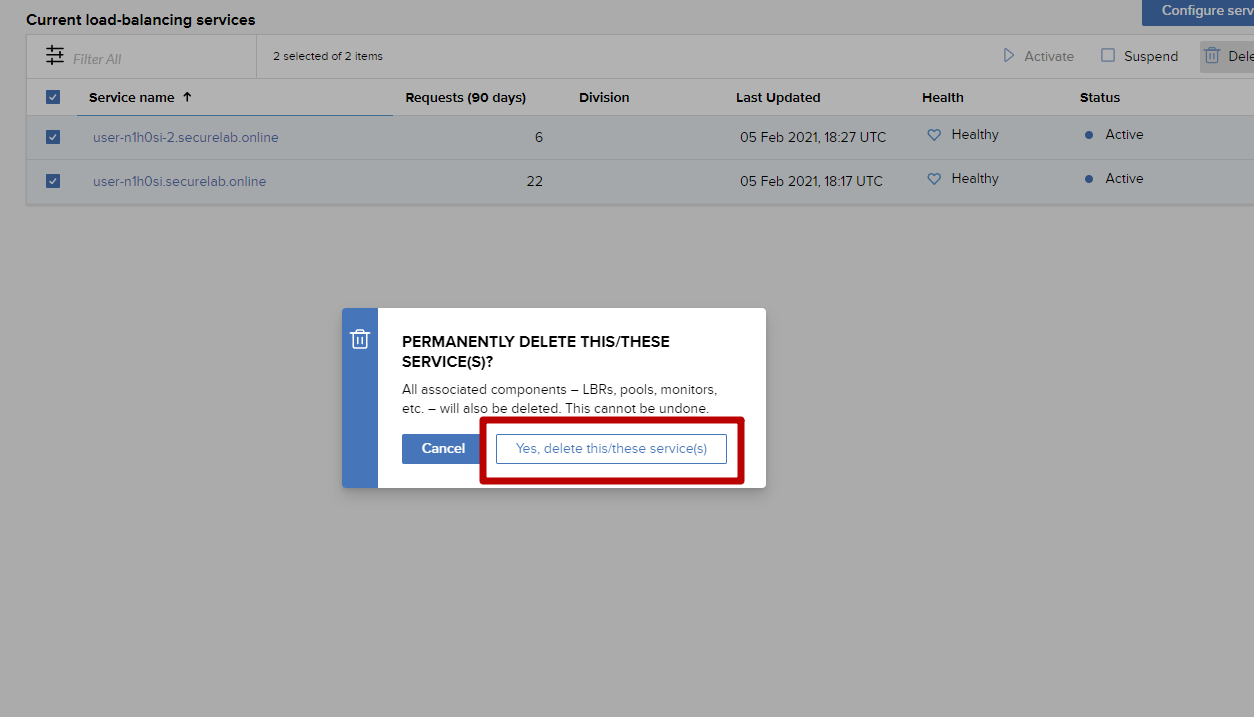 Current load-balancing services
Configure serv
Filter All
2 selected of 2 items
Activate
Suspend
Dele
Service name
Requests (90 days)
Division
Last Updated
Health
Status
user-n1h0si-2.securelab.online
6
05 Feb 2021, 18:27 UTC
Healthy
Active
user-n1h0si.securelab.online
22
05 Feb 2021, 18:17 UTC
Healthy
Active
PERMANENTLY DELETE THIS/THESE
SERVICE(S)?
All associated components – LBRs, pools, monitors,
etc. – will also be deleted. This cannot be undone.
Cancel
Yes, delete this/these service(s)